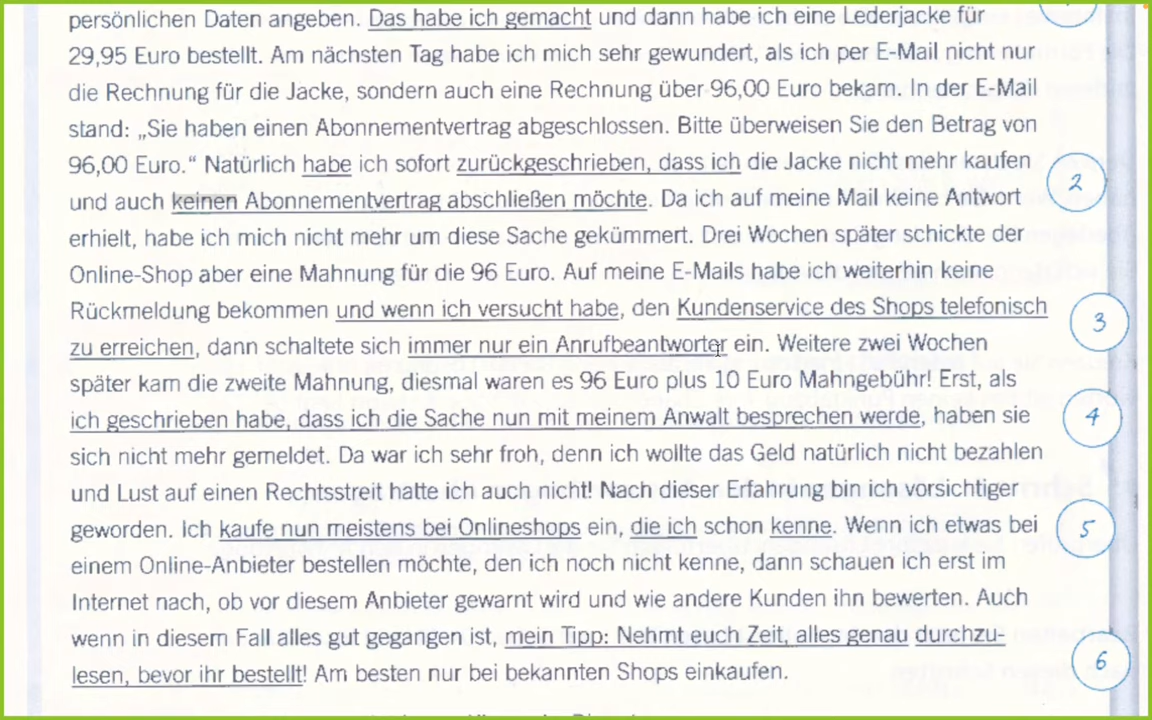 persönlichen Daten angeben. Das habe ich gemacht und dann habe ich eine Lederjacke für
29,95 Euro bestellt. Am nächsten Tag habe ich mich sehr gewundert, als ich per E-Mail nicht nur
die Rechnung für die Jacke, sondern auch eine Rechnung über 96,00 Euro bekam. In der E-Mail
stand: „Sie haben einen Abonnementvertrag abgeschlossen. Bitte überweisen Sie den Betrag von
96,00 Euro.“ Natürlich habe ich sofort zurückgeschrieben, dass ich die Jacke nicht mehr kaufen
und auch keinen Abonnementvertrag abschließen möchte. Da ich auf meine Mail keine Antwort
2
erhielt, habe ich mich nicht mehr um diese Sache gekümmert. Drei Wochen später schickte der
Online-Shop aber eine Mahnung für die 96 Euro. Auf meine E-Mails habe ich weiterhin keine
Rückmeldung bekommen und wenn ich versucht habe, den Kundenservice des Shops telefonisch
3
zu erreichen, dann schaltete sich immer nur ein Anrufbeantworter ein. Weitere zwei Wochen
später kam die zweite Mahnung, diesmal waren es 96 Euro plus 10 Euro Mahngebühr! Erst, als
ich geschrieben habe, dass ich die Sache nun mit meinem Anwalt besprechen werde, haben sie
4
sich nicht mehr gemeldet. Da war ich sehr froh, denn ich wollte das Geld natürlich nicht bezahlen
und Lust auf einen Rechtsstreit hatte ich auch nicht! Nach dieser Erfahrung bin ich vorsichtiger
geworden. Ich kaufe nun meistens bei Onlineshops ein, die ich schon kenne. Wenn ich etwas bei
5
einem Online-Anbieter bestellen möchte, den ich noch nicht kenne, dann schauen ich erst im
Internet nach, ob vor diesem Anbieter gewarnt wird und wie andere Kunden ihn bewerten. Auch
wenn in diesem Fall alles gut gegangen ist, mein Tipp: Nehmt euch Zeit, alles genau durchzu-
6
lesen, bevor ihr bestellt! Am besten nur bei bekannten Shops einkaufen.